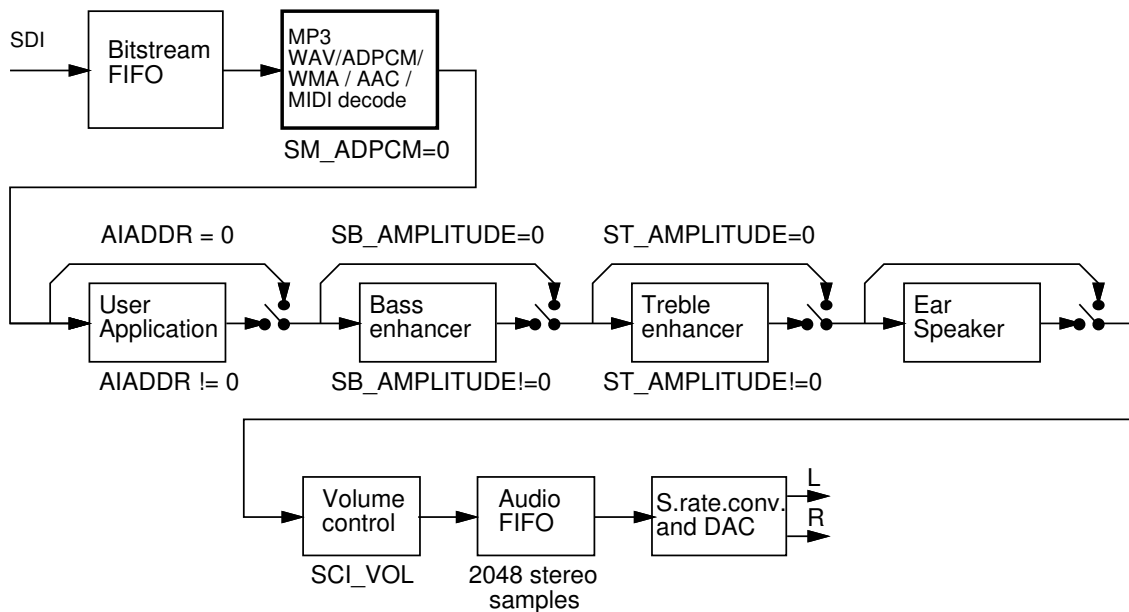 SDI
Bitstream
FIFO
MP3
WAV/ADPCM/
WMA / AAC /
MIDI decode
SM_ADPCM=0
AIADDR = 0
SB_AMPLITUDE=0
ST_AMPLITUDE=0
User
Application
Bass
enhancer
Treble
enhancer
Ear
Speaker
AIADDR != 0
SB_AMPLITUDE!=0
ST_AMPLITUDE!=0
Volume
control
Audio
FIFO
S.rate.conv.
and DAC
L
R
SCI_VOL
2048 stereo
samples